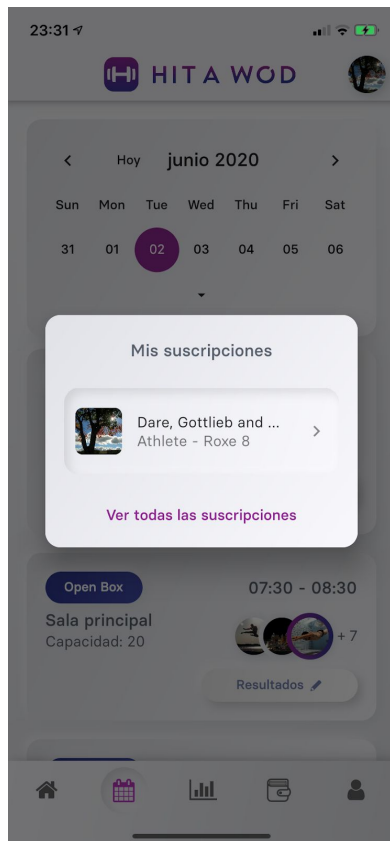 23:31
HIT A WOD
Hoy junio 2020
Sun Mon Tue Wed Thu Fri Sat
31 01 02 03 04 05 06
Mis suscripciones
Dare, Gottlieb and ...
Athlete - Roxe 8
Ver todas las suscripciones
Open Box 07:30 - 08:30
Sala principal
Capacidad: 20
+ 7
Resultados